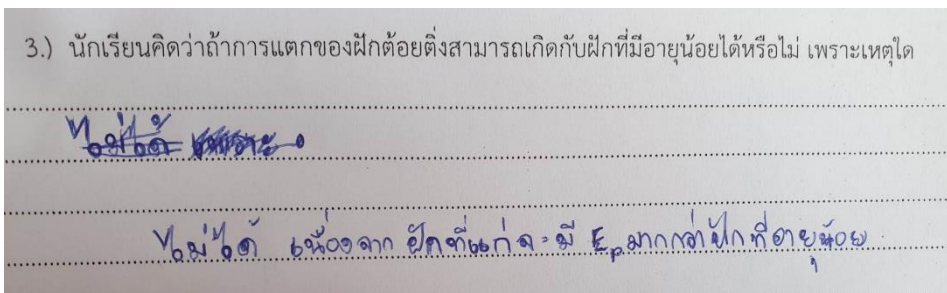 3.) นักเรียนคิดว่าถ้าการแตกของฝักต้อยติ่งสามารถเกิดกับฝักที่มีอายุน้อยได้หรือไม่ เพราะเหตุใด
ไม่ได้ เพราะ
ไม่ได้ เนื่องจาก ฝักที่แก่จะมี Ep มากกว่าฝักที่อายุน้อย